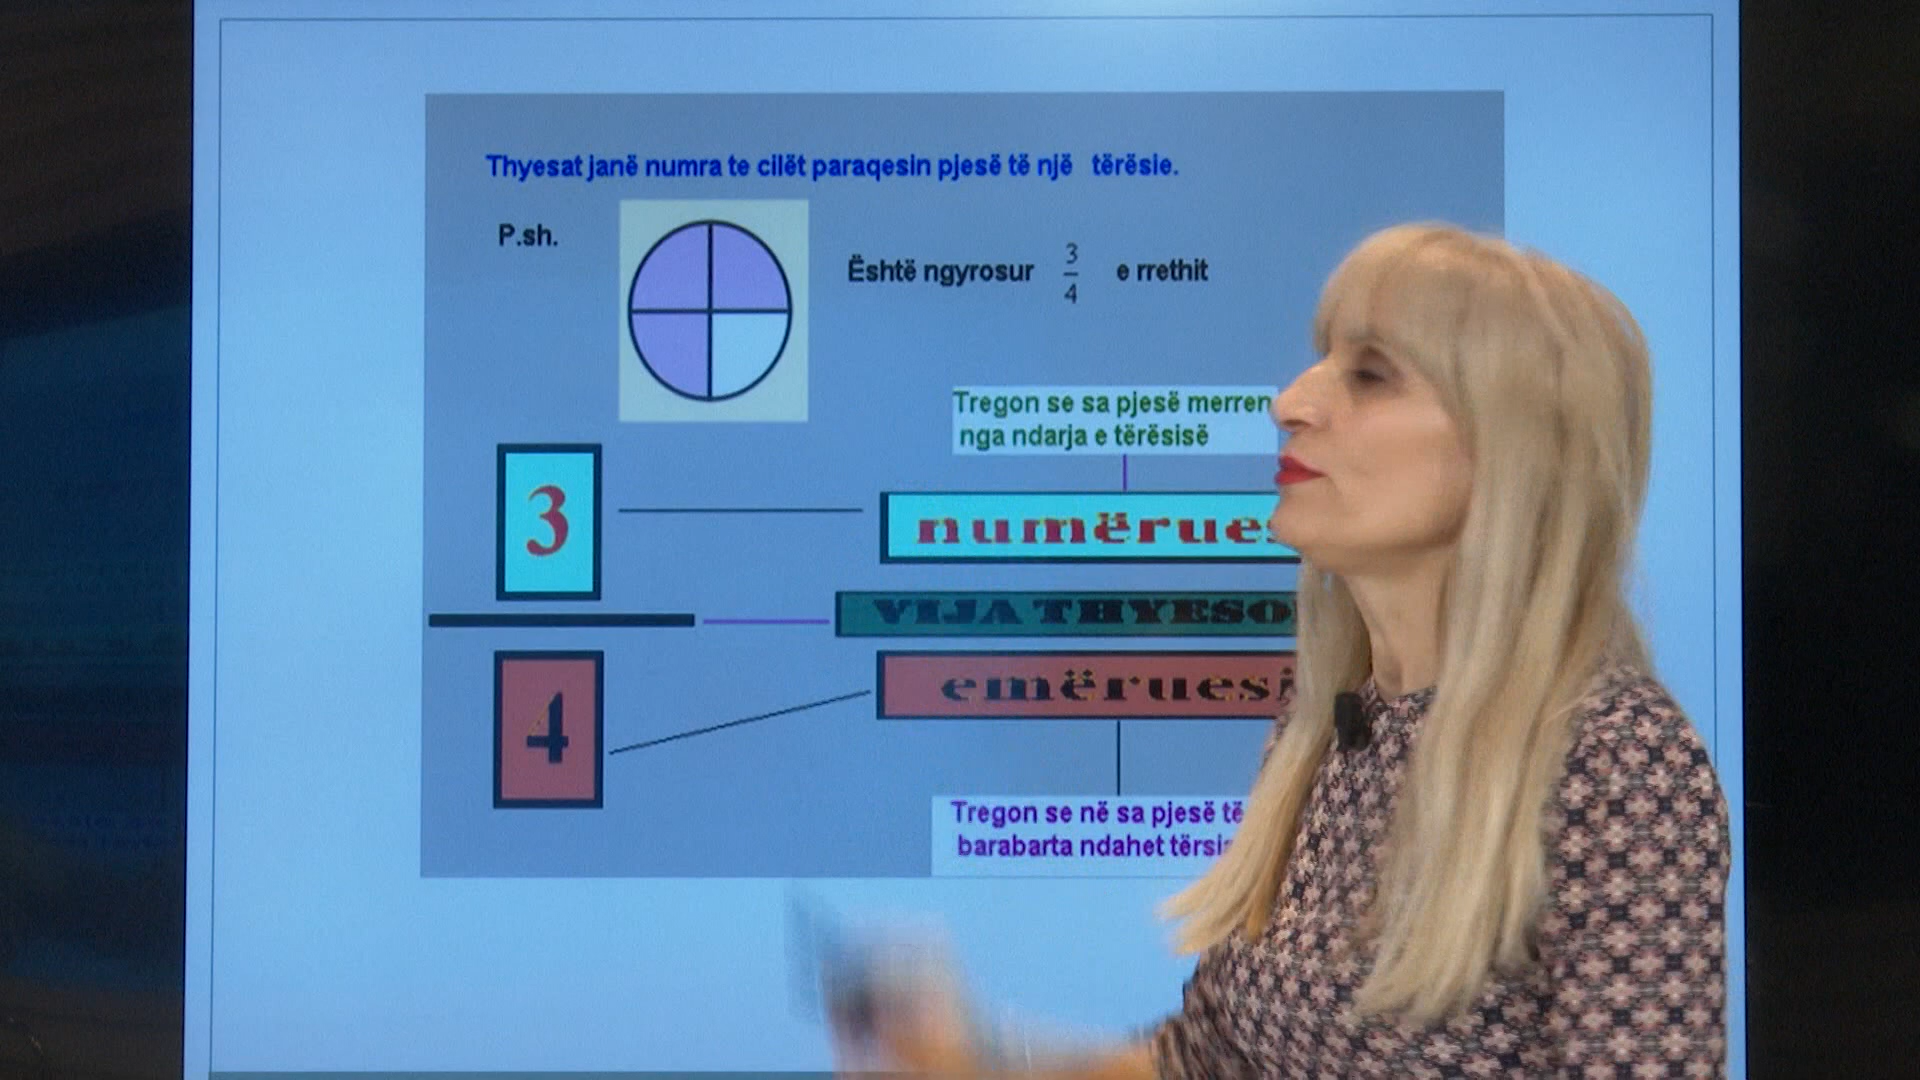 Thyesat janë numra te cilët paraqesin pjesë të një tërësie.
P.sh.
Është ngyrosur 3/4 e rrethit
Tregon se sa pjesë merren
nga ndarja e tërësisë
3
numërues
VIJA THYESO
emëruesi
4
Tregon se në sa pjesë të
barabarta ndahet tërsi